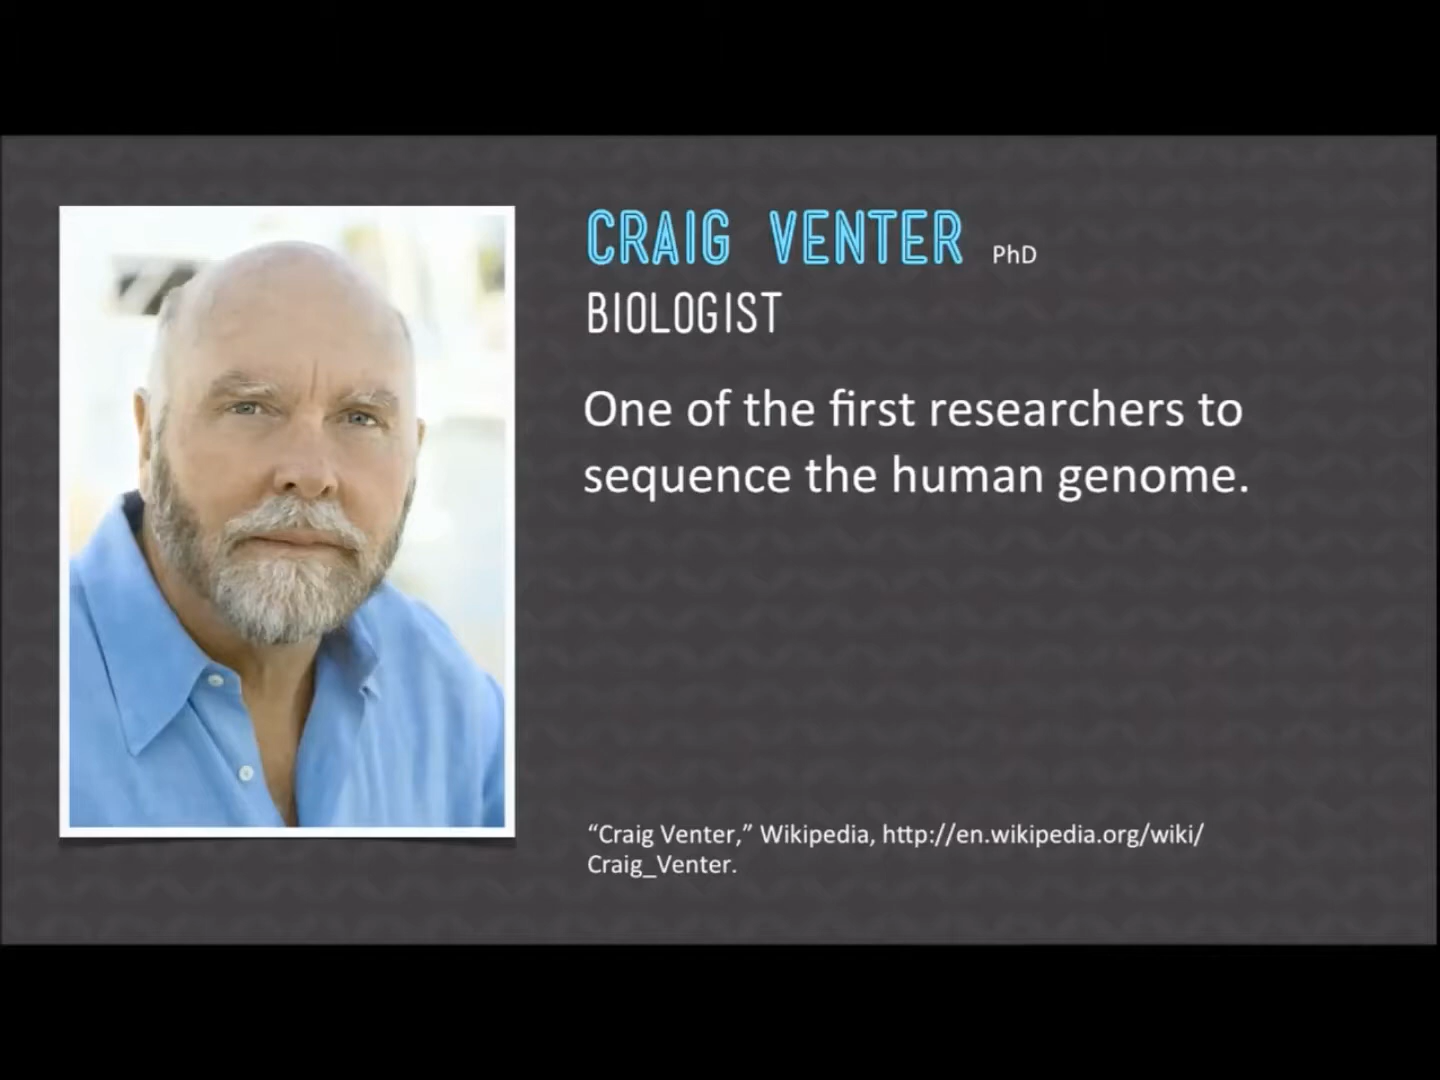 CRAIG VENTER PhD
BIOLOGIST
One of the first researchers to
sequence the human genome.
“Craig Venter,” Wikipedia, http://en.wikipedia.org/wiki/
Craig_Venter.